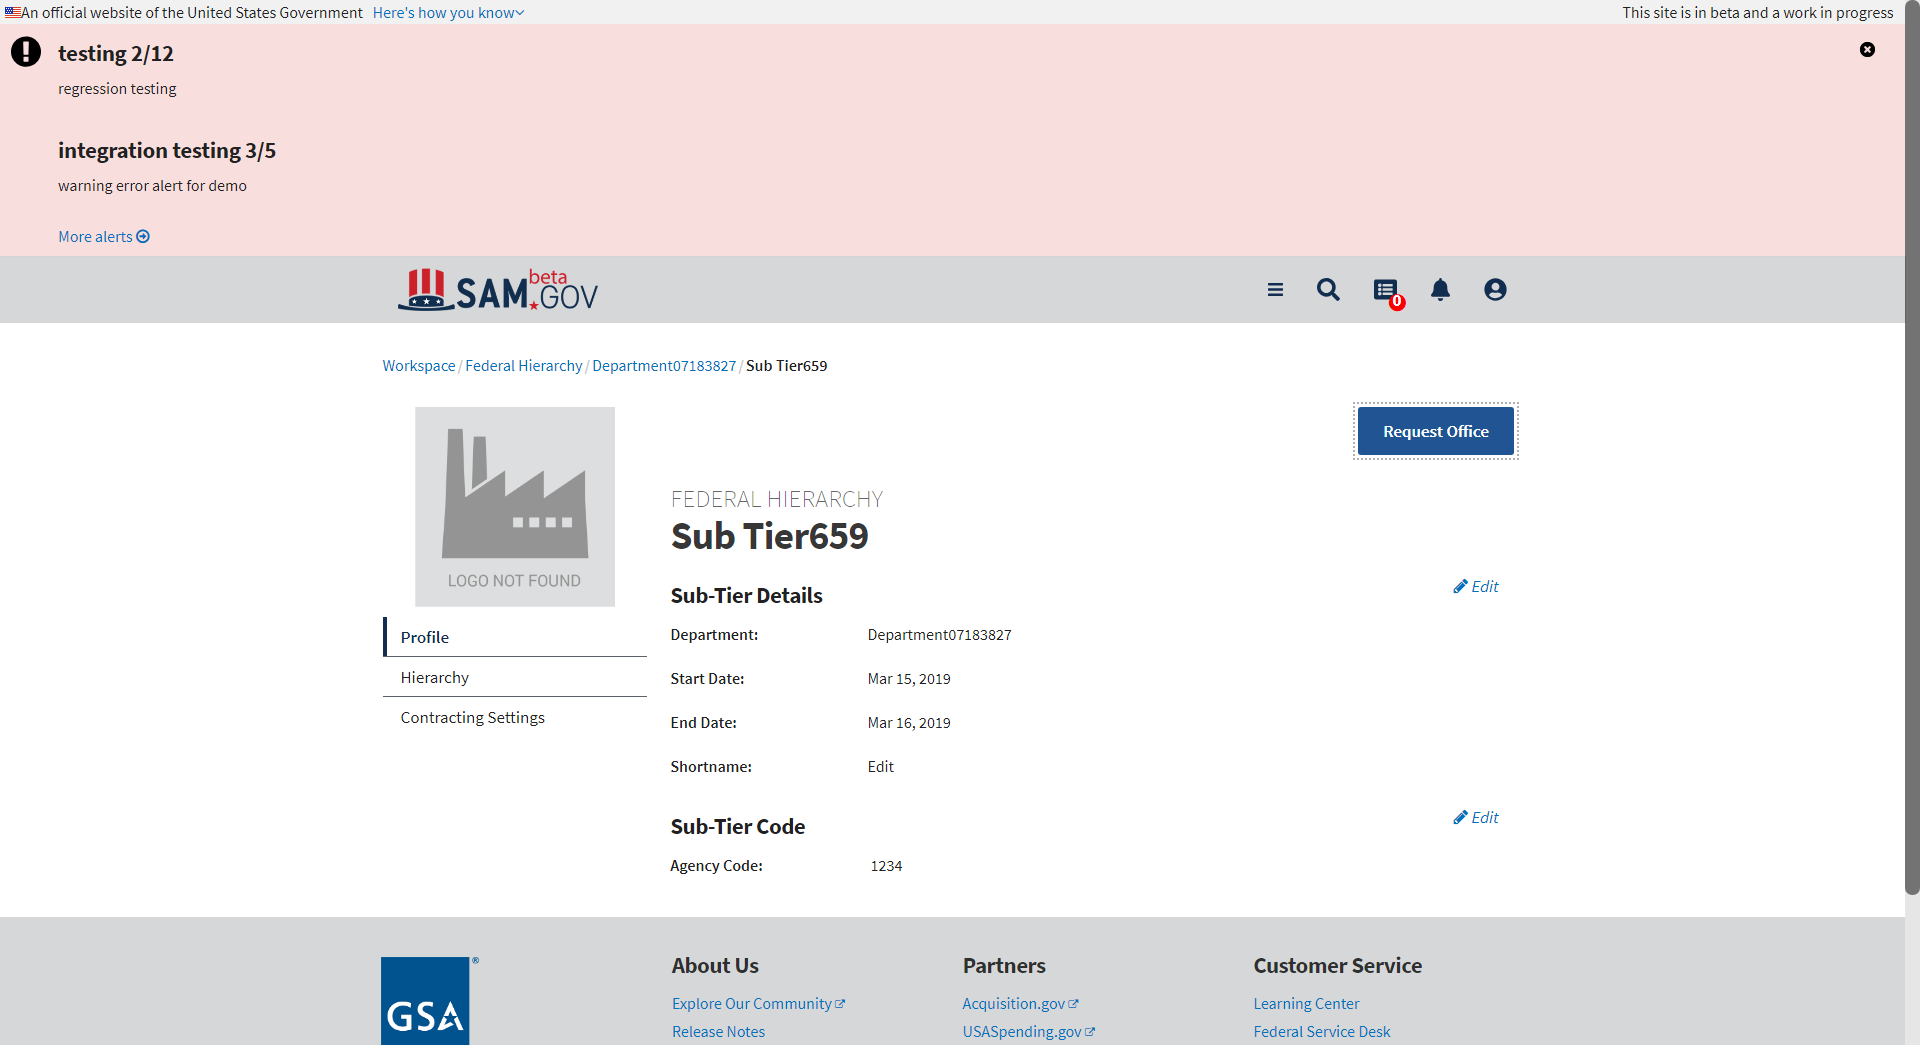 An official website of the United States Government Here's how you know
This site is in beta and a work in progress
testing 2/12
regression testing
integration testing 3/5
warning error alert for demo
More alerts
SAM beta .GOV
0
Workspace / Federal Hierarchy / Department07183827 / Sub Tier659
LOGO NOT FOUND
Request Office
Profile
Hierarchy
Contracting Settings
FEDERAL HIERARCHY
Sub Tier659
Sub-Tier Details
Edit
Department: Department07183827
Start Date: Mar 15, 2019
End Date: Mar 16, 2019
Shortname: Edit
Sub-Tier Code
Edit
Agency Code: 1234
GSA ®
About Us
Explore Our Community
Release Notes
Partners
Acquisition.gov
USASpending.gov
Customer Service
Learning Center
Federal Service Desk